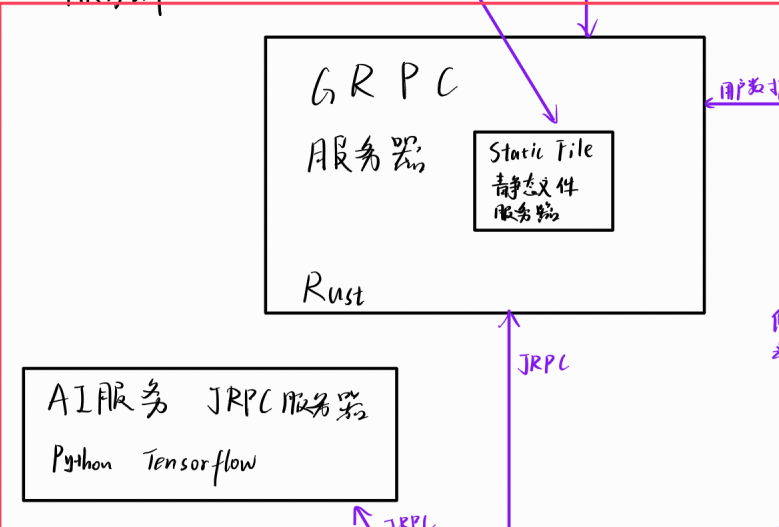 GRPC
服务器
Static File
静态文件
服务器
用户数
Rust
JRPC
AI服务 JRPC服务器
Python Tensorflow
JRPC